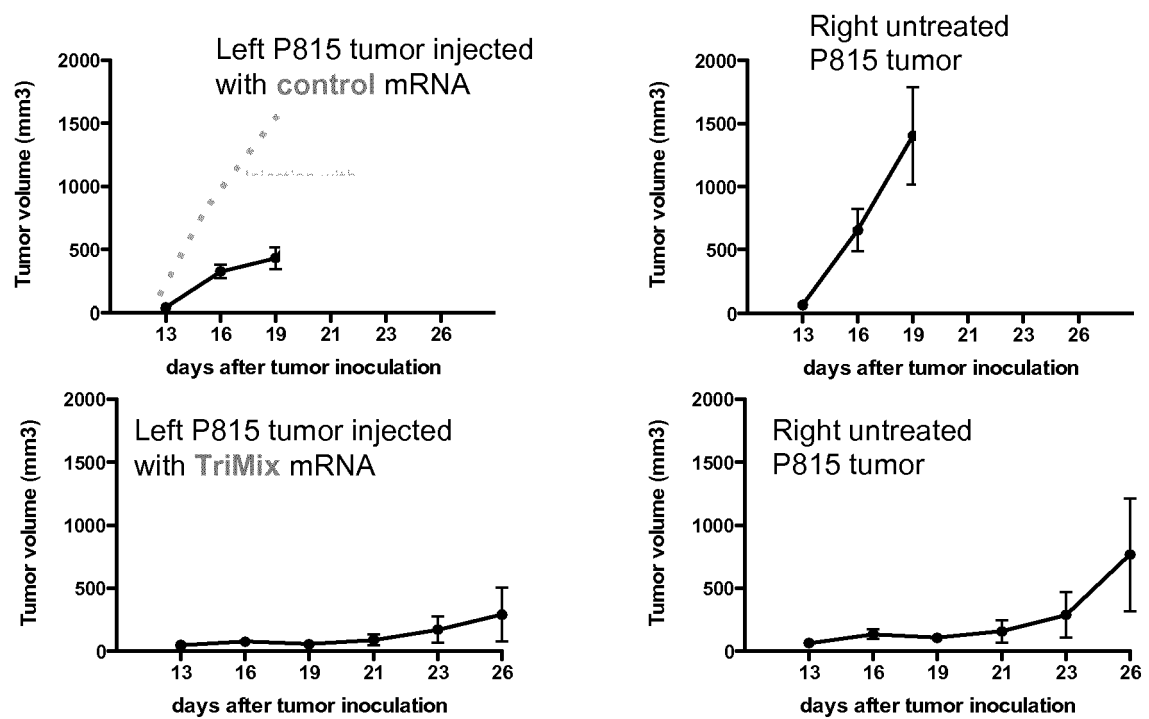 Left P815 tumor injected
with control mRNA
Tumor volume (mm3)
2000
1500
1000
500
0
13 16 19 21 23 26
days after tumor inoculation
Right untreated
P815 tumor
Tumor volume (mm3)
2000
1500
1000
500
0
13 16 19 21 23 26
days after tumor inoculation
Left P815 tumor injected
with TriMix mRNA
Tumor volume (mm3)
2000
1500
1000
500
0
13 16 19 21 23 26
days after tumor inoculation
Right untreated
P815 tumor
Tumor volume (mm3)
2000
1500
1000
500
0
13 16 19 21 23 26
days after tumor inoculation